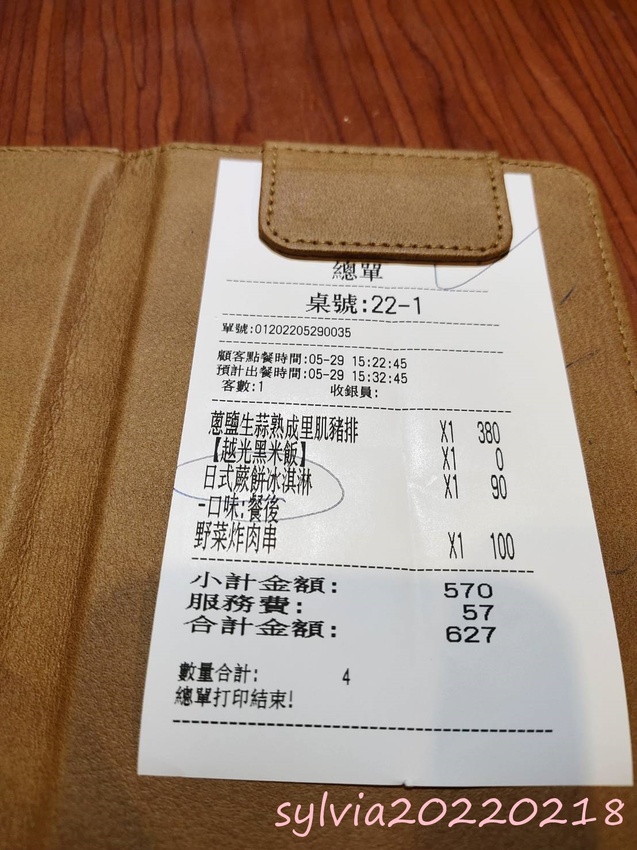 總單
桌號:22-1
單號:01202205290035
顧客點餐時間:05-29 15:22:45
預計出餐時間:05-29 15:32:45
客數:1 收銀員:
蔥鹽生蒜熟成里肌豬排 X1 380
【越光黑米飯】 X1 0
日式蕨餅冰淇淋 X1 90
-口味:餐後
野菜炸肉串 X1 100
小計金額: 570
服務費: 57
合計金額: 627
數量合計: 4
總單打印結束!
sylvia20220218